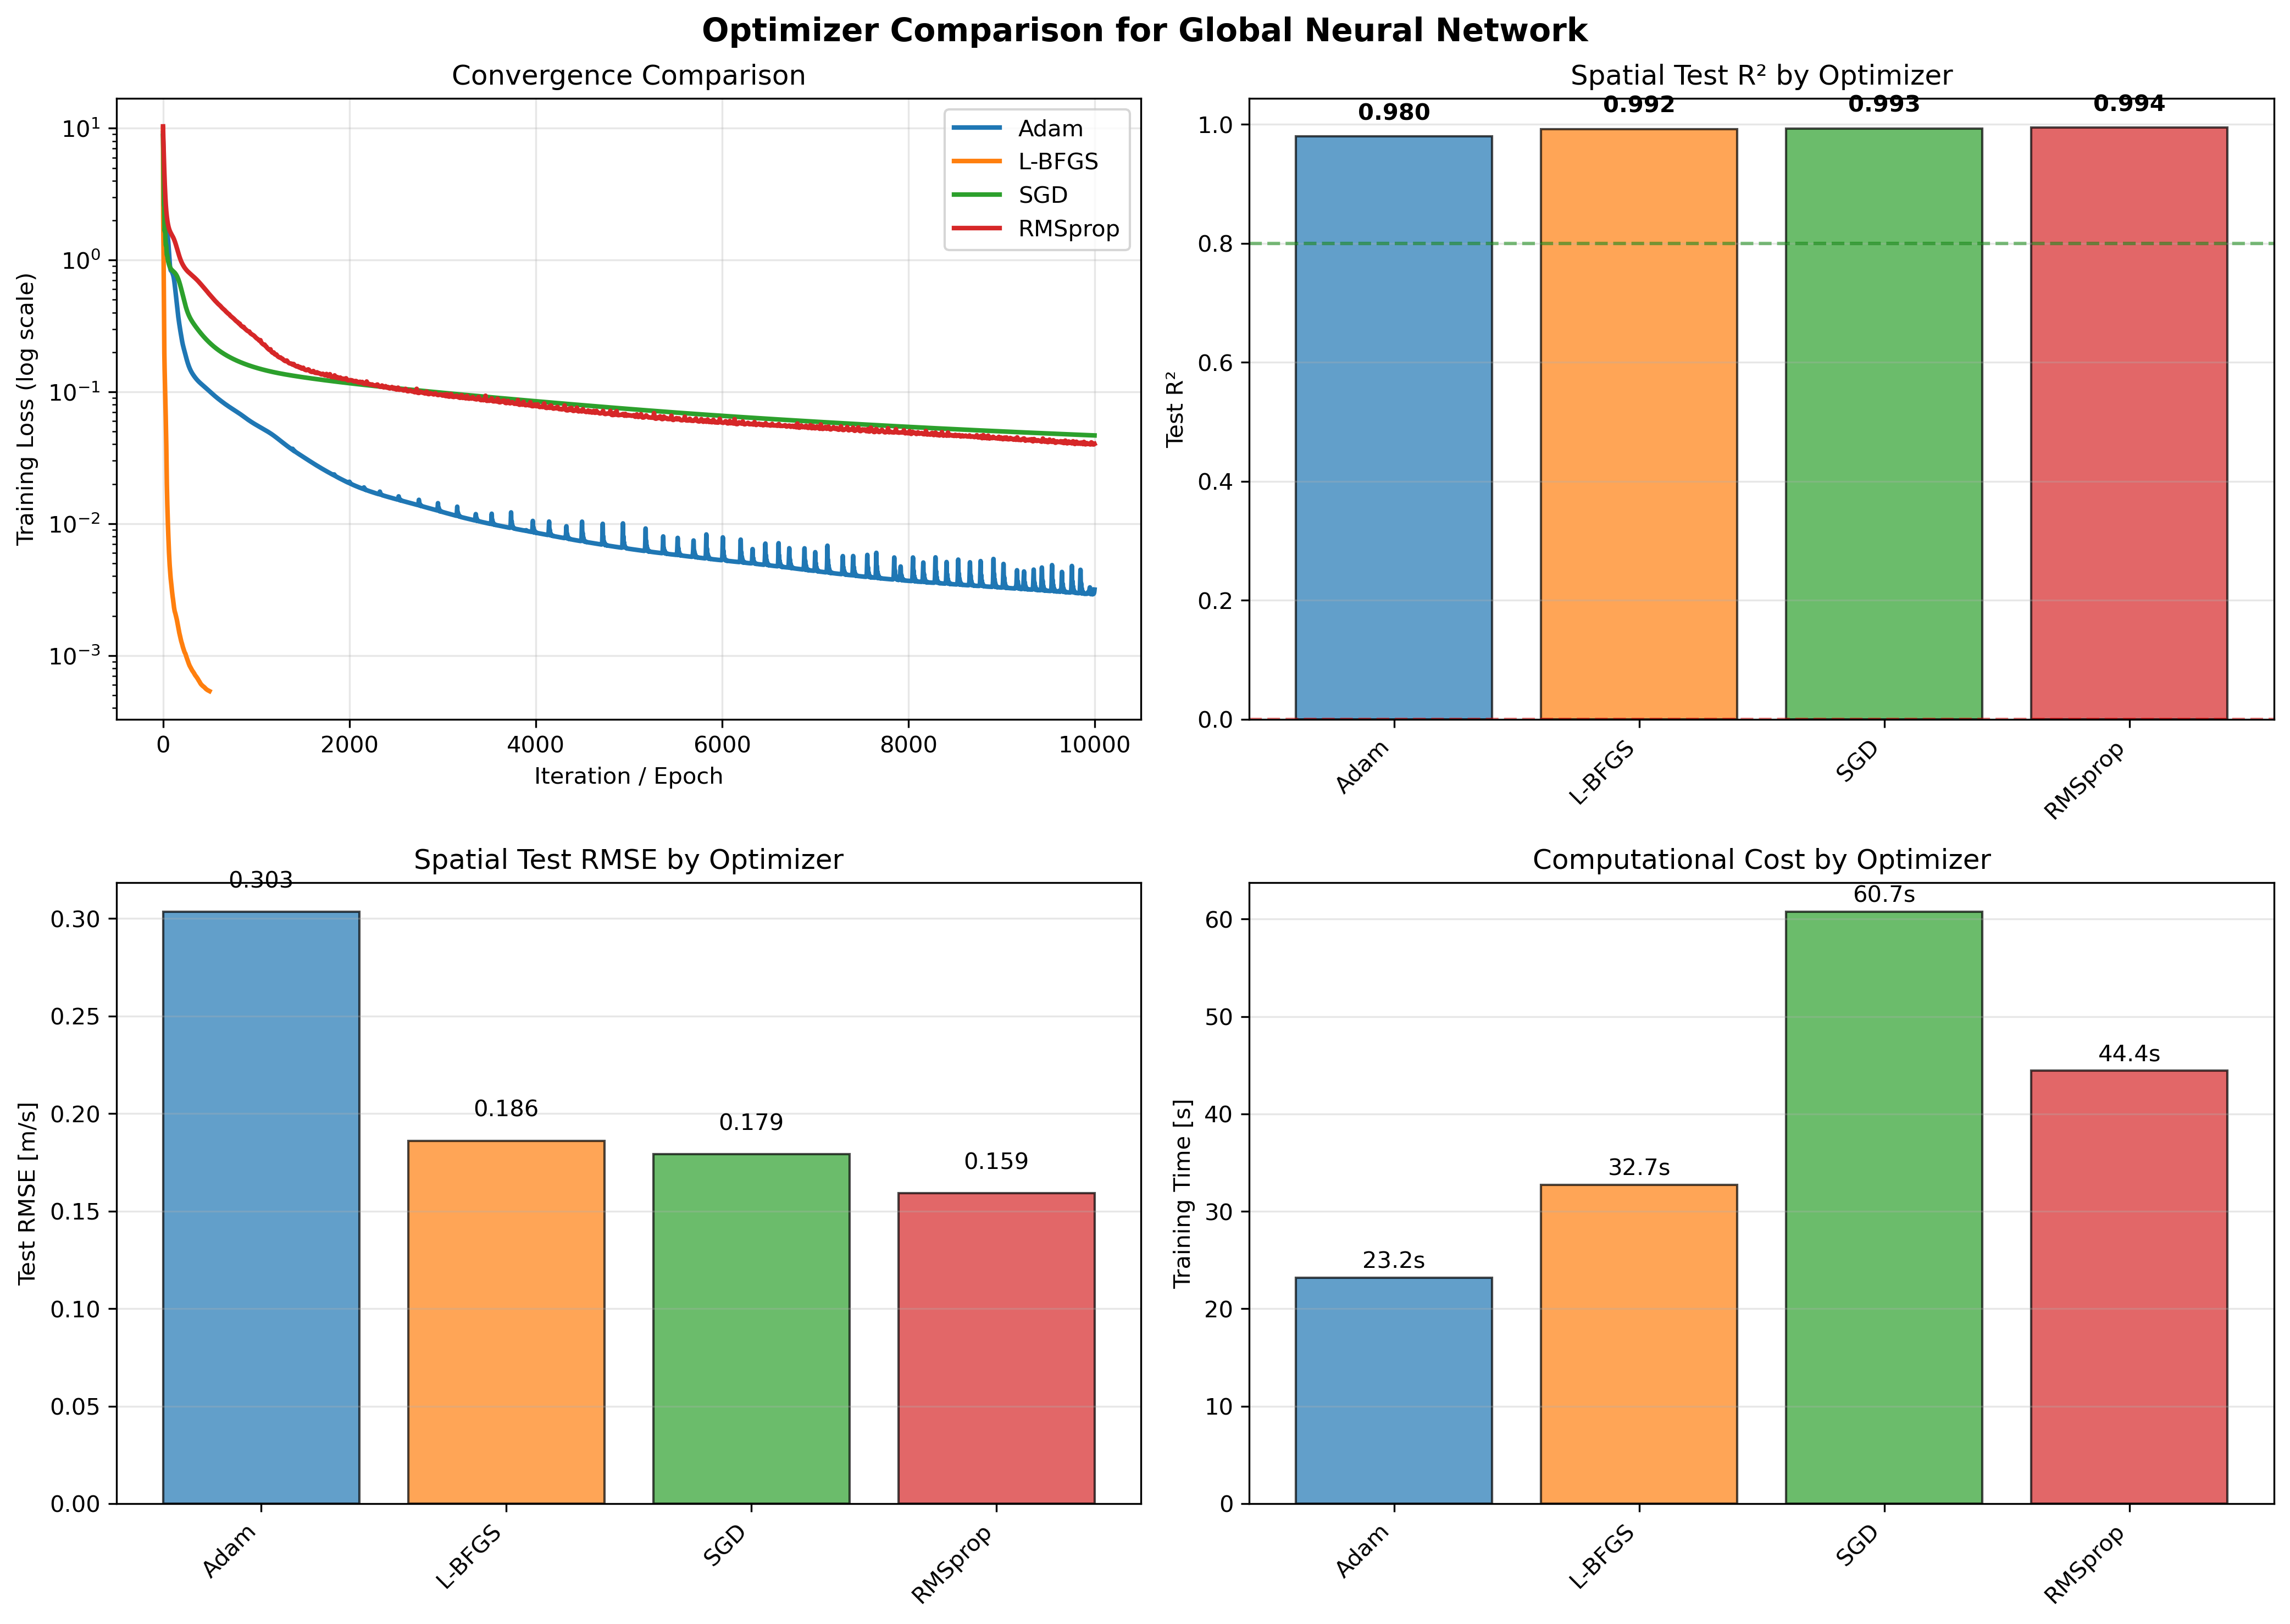 Optimizer Comparison for Global Neural Network
Convergence Comparison
Training Loss (log scale)
10¹
10⁰
10⁻¹
10⁻²
10⁻³
Adam
L-BFGS
SGD
RMSprop
0 2000 4000 6000 8000 10000
Iteration / Epoch
Spatial Test R² by Optimizer
Test R²
1.0
0.8
0.6
0.4
0.2
0.0
0.980 0.992 0.993 0.994
Adam L-BFGS SGD RMSprop
Spatial Test RMSE by Optimizer
Test RMSE [m/s]
0.30
0.25
0.20
0.15
0.10
0.05
0.00
0.303
0.186
0.179
0.159
Adam L-BFGS SGD RMSprop
Computational Cost by Optimizer
Training Time [s]
60
50
40
30
20
10
0
23.2s
32.7s
60.7s
44.4s
Adam L-BFGS SGD RMSprop